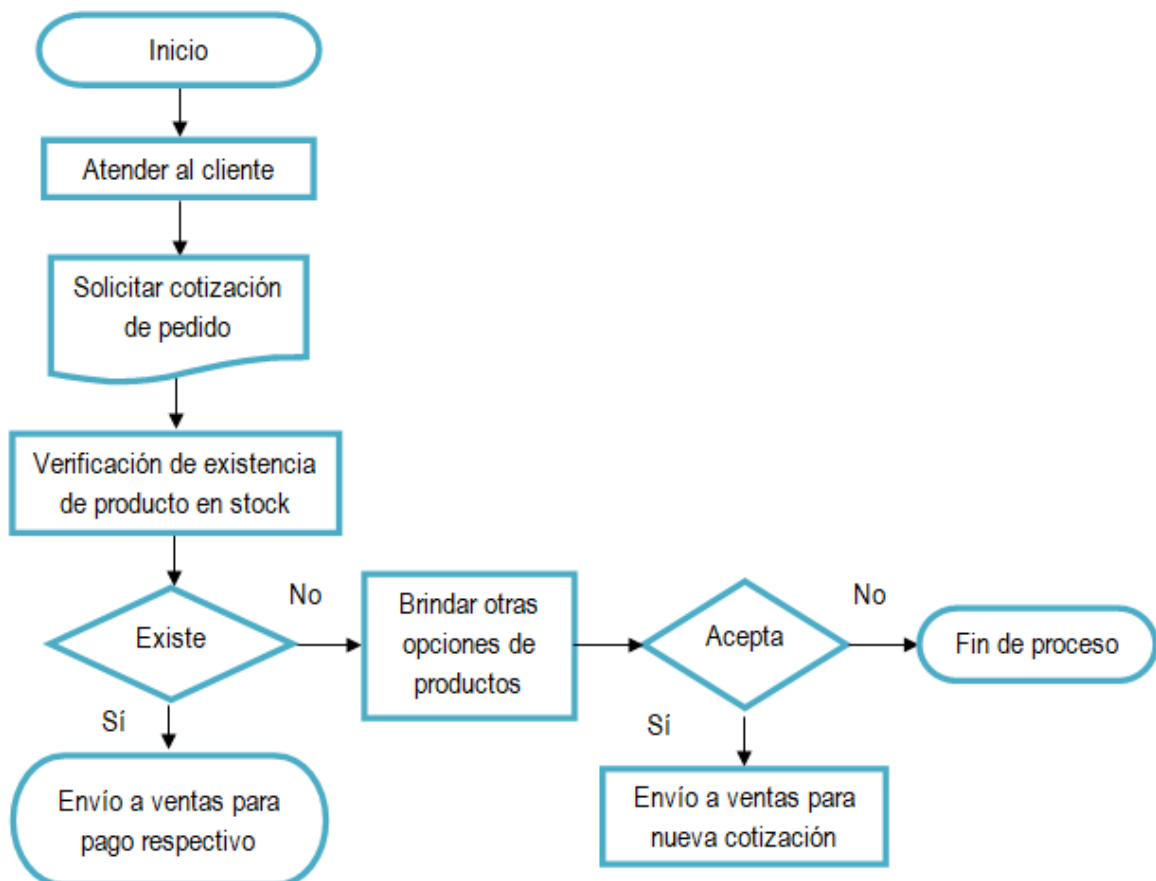 Inicio
Atender al cliente
Solicitar cotización
de pedido
Verificación de existencia
de producto en stock
Existe
No
Brindar otras
opciones de
productos
Acepta
No
Fin de proceso
Sí
Envío a ventas para
pago respectivo
Sí
Envío a ventas para
nueva cotización